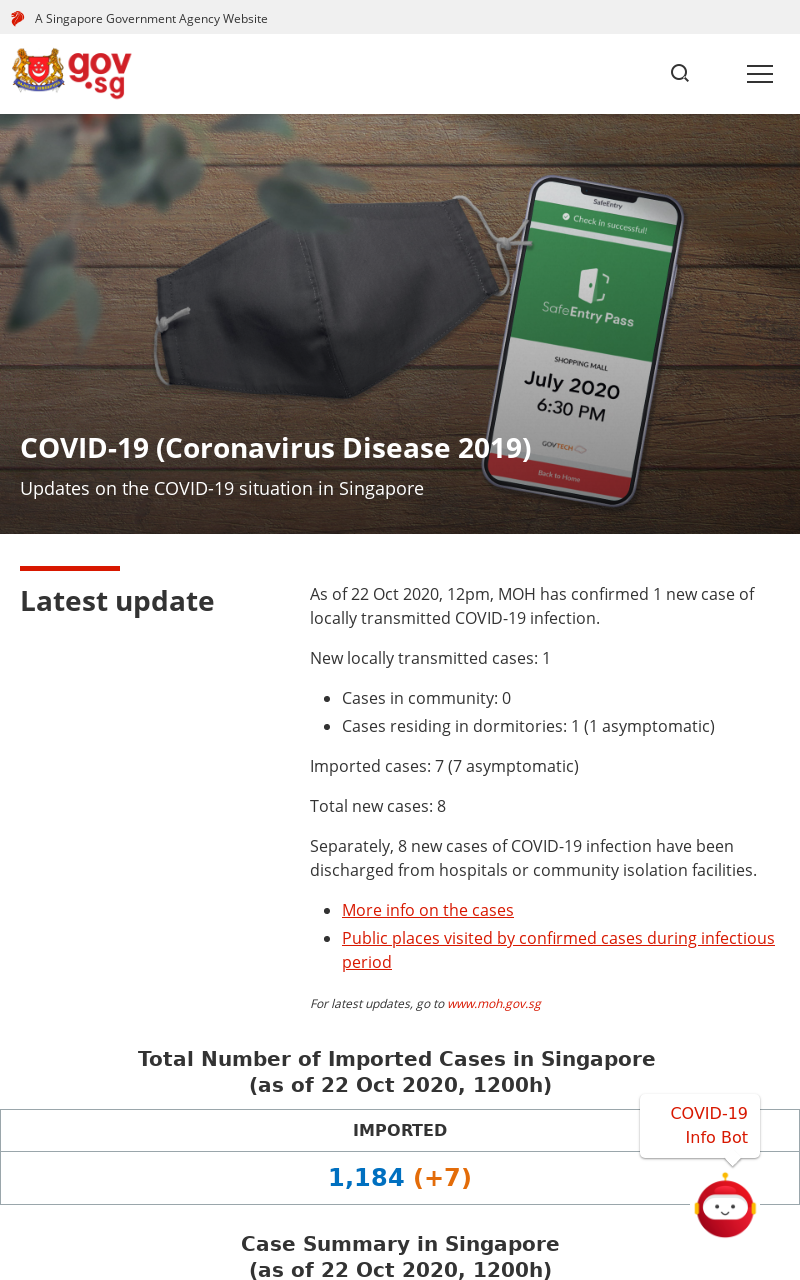 A Singapore Government Agency Website
gov
.sg
SafeEntry
Check in successful!
SafeEntry Pass
SHOPPING MALL
July 2020
6:30 PM
GOVTECH
Back to Home
COVID-19 (Coronavirus Disease 2019)
Updates on the COVID-19 situation in Singapore
Latest update
As of 22 Oct 2020, 12pm, MOH has confirmed 1 new case of
locally transmitted COVID-19 infection.
New locally transmitted cases: 1
Cases in community: 0
Cases residing in dormitories: 1 (1 asymptomatic)
Imported cases: 7 (7 asymptomatic)
Total new cases: 8
Separately, 8 new cases of COVID-19 infection have been
discharged from hospitals or community isolation facilities.
More info on the cases
Public places visited by confirmed cases during infectious
period
For latest updates, go to www.moh.gov.sg
Total Number of Imported Cases in Singapore
(as of 22 Oct 2020, 1200h)
IMPORTED
1,184 (+7)
COVID-19
Info Bot
Case Summary in Singapore
(as of 22 Oct 2020, 1200h)